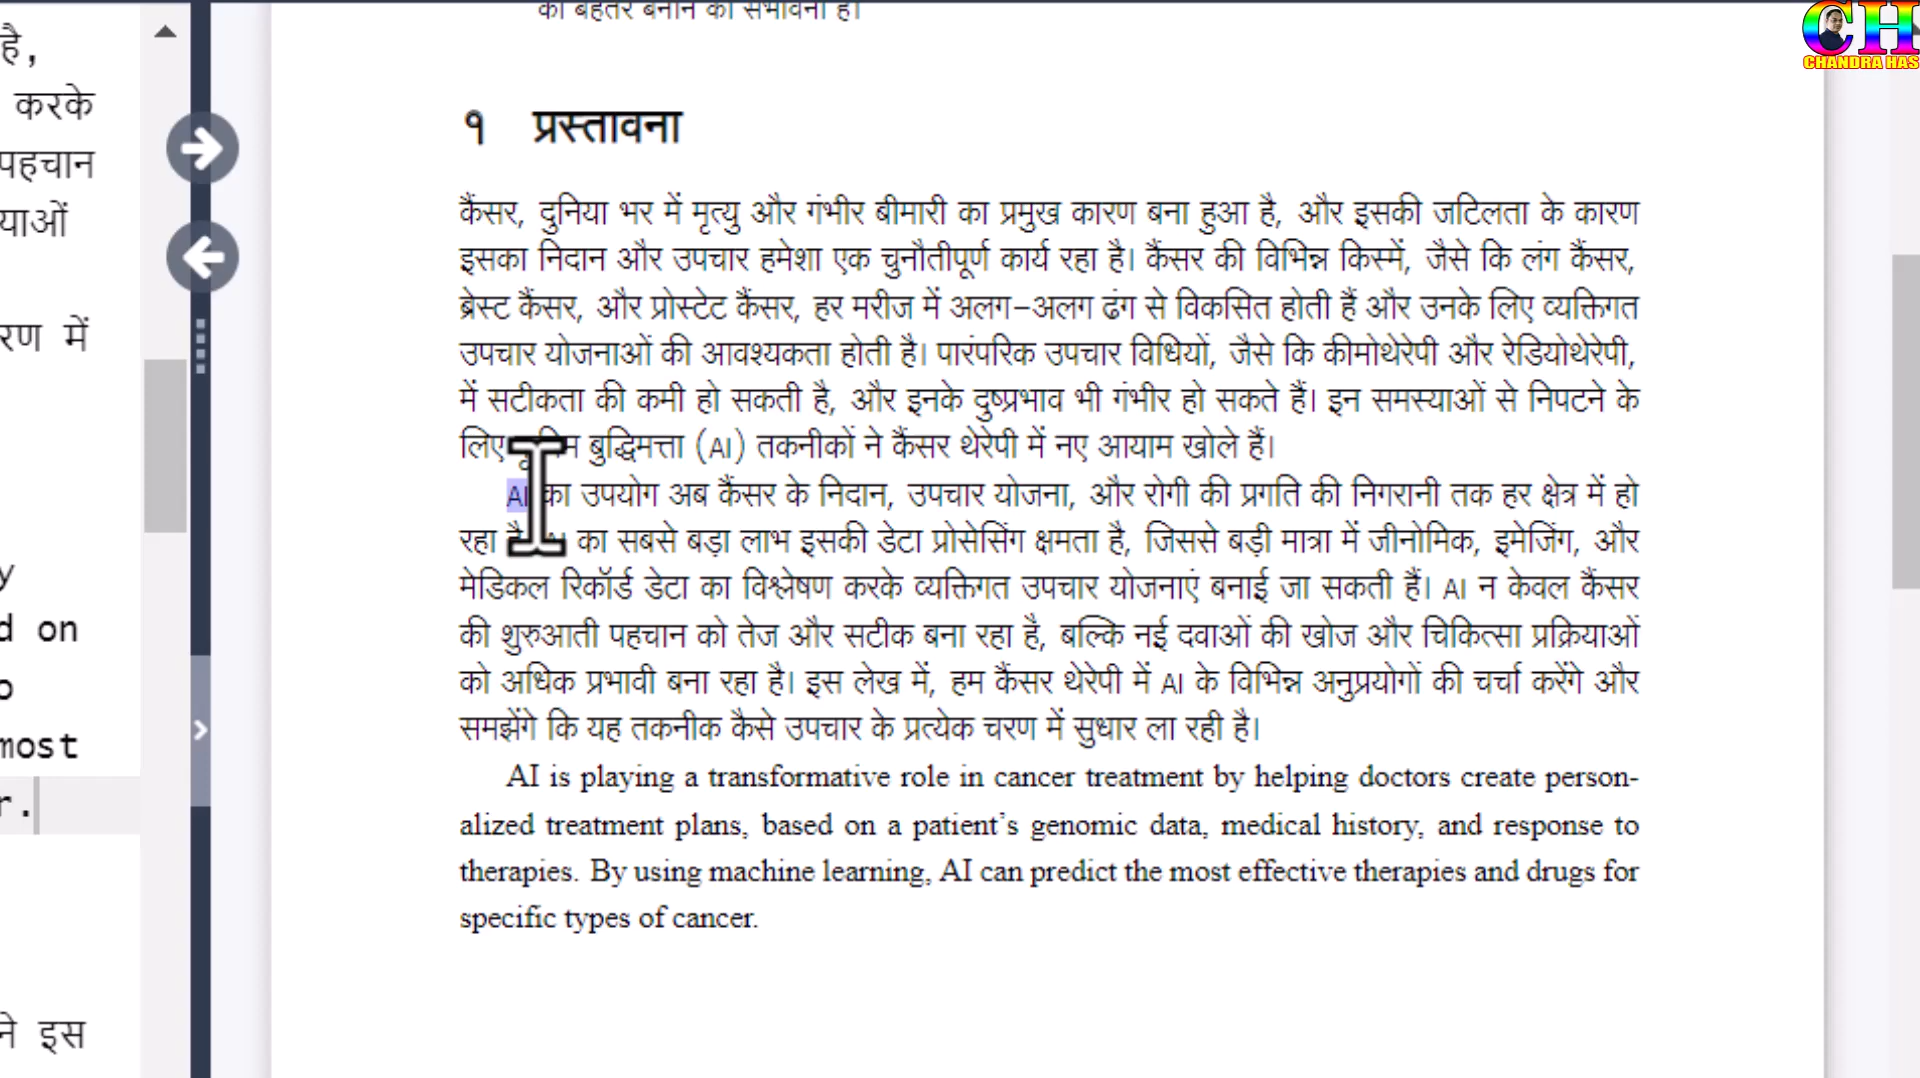 है,
करके
पहचान
याओं
रण में
y
d on
o
most
r.
ने इस
को बेहतर बनाने की संभावना है।
१ प्रस्तावना
कैंसर, दुनिया भर में मृत्यु और गंभीर बीमारी का प्रमुख कारण बना हुआ है, और इसकी जटिलता के कारण
इसका निदान और उपचार हमेशा एक चुनौतीपूर्ण कार्य रहा है। कैंसर की विभिन्न किस्में, जैसे कि लंग कैंसर,
ब्रेस्ट कैंसर, और प्रोस्टेट कैंसर, हर मरीज में अलग-अलग ढंग से विकसित होती हैं और उनके लिए व्यक्तिगत
उपचार योजनाओं की आवश्यकता होती है। पारंपरिक उपचार विधियों, जैसे कि कीमोथेरेपी और रेडियोथेरेपी,
में सटीकता की कमी हो सकती है, और इनके दुष्प्रभाव भी गंभीर हो सकते हैं। इन समस्याओं से निपटने के
लिए बुद्धिमत्ता (AI) तकनीकों ने कैंसर थेरेपी में नए आयाम खोले हैं।
AI का उपयोग अब कैंसर के निदान, उपचार योजना, और रोगी की प्रगति की निगरानी तक हर क्षेत्र में हो
रहा का सबसे बड़ा लाभ इसकी डेटा प्रोसेसिंग क्षमता है, जिससे बड़ी मात्रा में जीनोमिक, इमेजिंग, और
मेडिकल रिकॉर्ड डेटा का विश्लेषण करके व्यक्तिगत उपचार योजनाएं बनाई जा सकती हैं। AI न केवल कैंसर
की शुरुआती पहचान को तेज और सटीक बना रहा है, बल्कि नई दवाओं की खोज और चिकित्सा प्रक्रियाओं
को अधिक प्रभावी बना रहा है। इस लेख में, हम कैंसर थेरेपी में AI के विभिन्न अनुप्रयोगों की चर्चा करेंगे और
समझेंगे कि यह तकनीक कैसे उपचार के प्रत्येक चरण में सुधार ला रही है।
AI is playing a transformative role in cancer treatment by helping doctors create person-
alized treatment plans, based on a patient's genomic data, medical history, and response to
therapies. By using machine learning, AI can predict the most effective therapies and drugs for
specific types of cancer.
CH
CHANDRA HAS